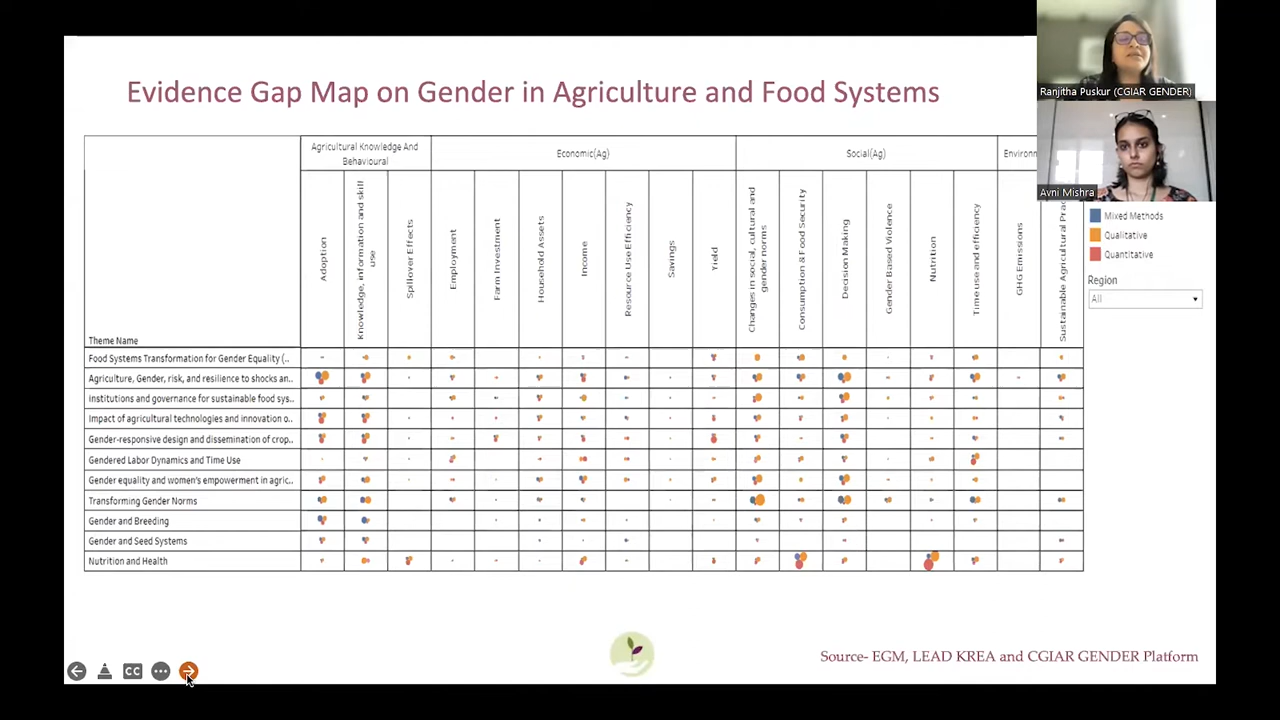 Evidence Gap Map on Gender in Agriculture and Food Systems
Ranjitha Puskur (CGIAR GENDER)
Avni Mishra
Agricultural Knowledge And
Behavioural
Economic(Ag)
Social(Ag)
Environm
Adoption
Knowledge, information and skill
use
Spillover Effects
Employment
Farm Investment
Household Assets
Income
Resource Use Efficiency
Savings
Yield
Changes in social, cultural and
gender norms
Consumption & Food Security
Decision Making
Gender Based Violence
Nutrition
Time use and efficiency
GHG Emissions
Sustainable Agricultural Prac
Mixed Methods
Qualitative
Quantitative
Region
All
Theme Name
Food Systems Transformation for Gender Equality (..
Agriculture, Gender, risk, and resilience to shocks an..
Institutions and governance for sustainable food sys..
Impact of agricultural technologies and innovation o..
Gender-responsive design and dissemination of crop..
Gendered Labor Dynamics and Time Use
Gender equality and women's empowerment in agric..
Transforming Gender Norms
Gender and Breeding
Gender and Seed Systems
Nutrition and Health
CC
Source- EGM, LEAD KREA and CGIAR GENDER Platform